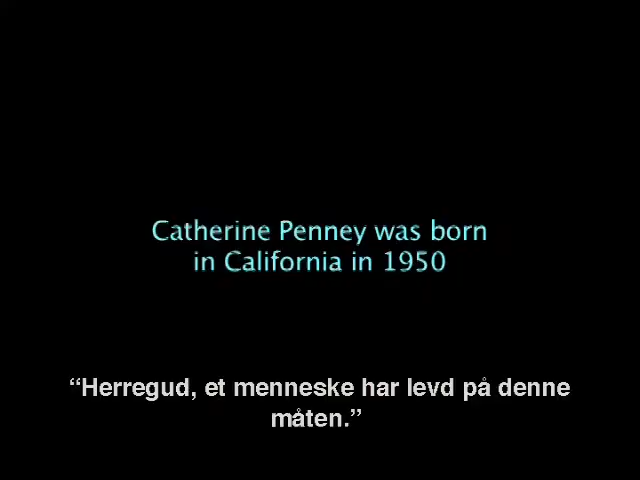 Catherine Penney was born
in California in 1950
“Herregud, et menneske har levd på denne
måten.”